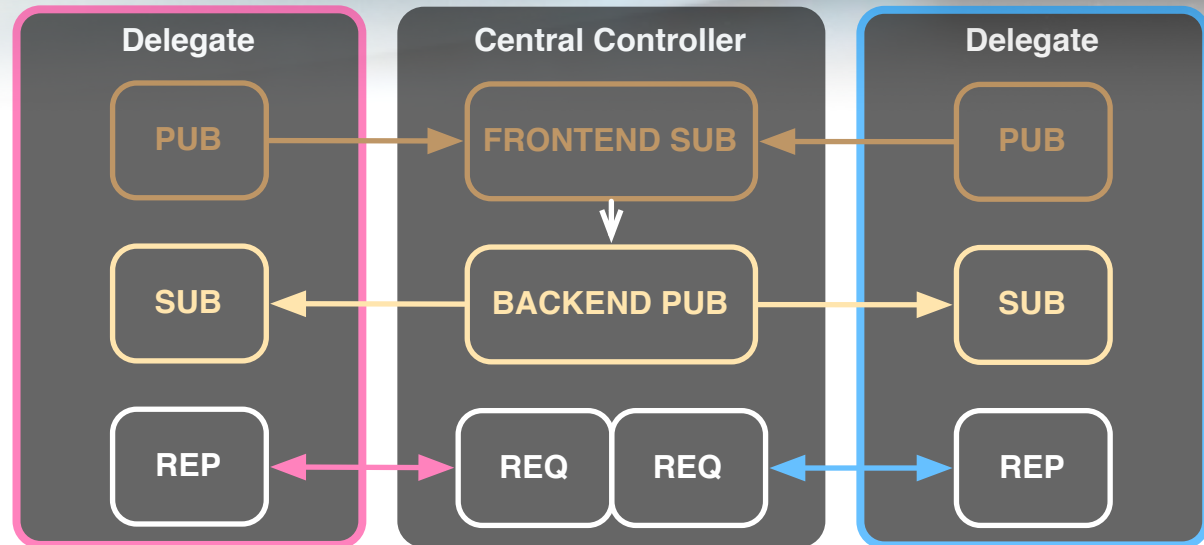 Delegate
Central Controller
Delegate
PUB
FRONTEND SUB
PUB
SUB
BACKEND PUB
SUB
REP
REQ
REQ
REP